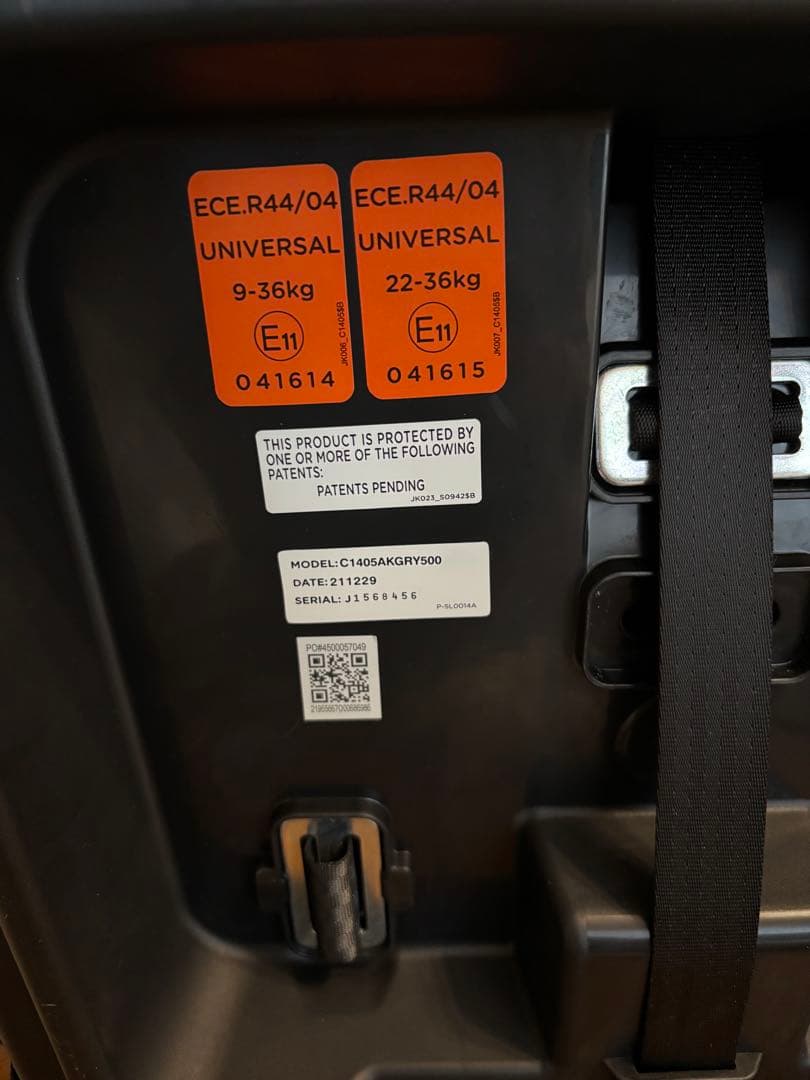 ECE.R44/04
UNIVERSAL
9-36kg
E11
041614
JK006_C1405$B
ECE.R44/04
UNIVERSAL
22-36kg
E11
041615
JK007_C1405$B
THIS PRODUCT IS PROTECTED BY
ONE OR MORE OF THE FOLLOWING
PATENTS:
PATENTS PENDING
JK023_S0942$B
MODEL:C1405AKGRY500
DATE:211229
SERIAL: J1568456
P-SL0014A
PO#4500057049